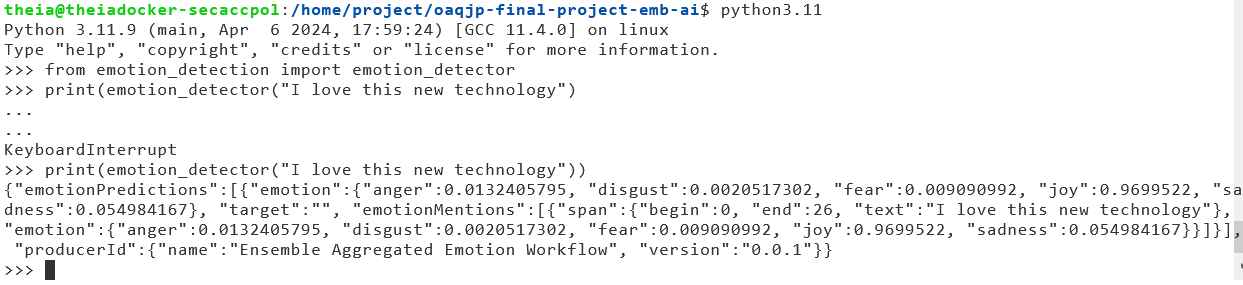 theia@theiadocker-secaccpol:/home/project/oaqjp-final-project-emb-ai$ python3.11
Python 3.11.9 (main, Apr  6 2024, 17:59:24) [GCC 11.4.0] on linux
Type "help", "copyright", "credits" or "license" for more information.
>>> from emotion_detection import emotion_detector
>>> print(emotion_detector("I love this new technology")
...
...
KeyboardInterrupt
>>> print(emotion_detector("I love this new technology"))
{"emotionPredictions":[{"emotion":{"anger":0.0132405795, "disgust":0.0020517302, "fear":0.009090992, "joy":0.9699522, "sa
dness":0.054984167}, "target":"", "emotionMentions":[{"span":{"begin":0, "end":26, "text":"I love this new technology"},
"emotion":{"anger":0.0132405795, "disgust":0.0020517302, "fear":0.009090992, "joy":0.9699522, "sadness":0.054984167}}]}],
 "producerId":{"name":"Ensemble Aggregated Emotion Workflow", "version":"0.0.1"}}
>>>